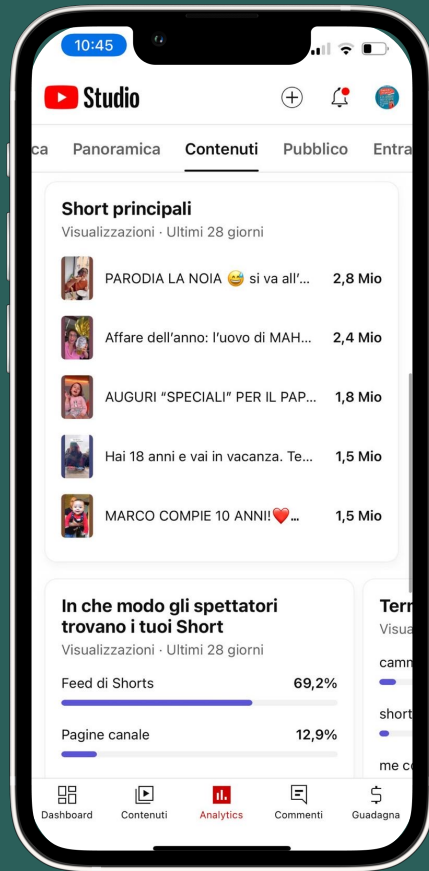 10:45
Studio
ca Panoramica Contenuti Pubblico Entra
Short principali
Visualizzazioni · Ultimi 28 giorni
PARODIA LA NOIA 😅 si va all’... 2,8 Mio
Affare dell’anno: l’uovo di MAH... 2,4 Mio
AUGURI “SPECIALI” PER IL PAP... 1,8 Mio
Hai 18 anni e vai in vacanza. Te... 1,5 Mio
MARCO COMPIE 10 ANNI!❤️... 1,5 Mio
In che modo gli spettatori
trovano i tuoi Short
Visualizzazioni · Ultimi 28 giorni
Feed di Shorts 69,2%
Pagine canale 12,9%
Terr
Visua
camm
short
me co
Dashboard Contenuti Analytics Commenti Guadagna